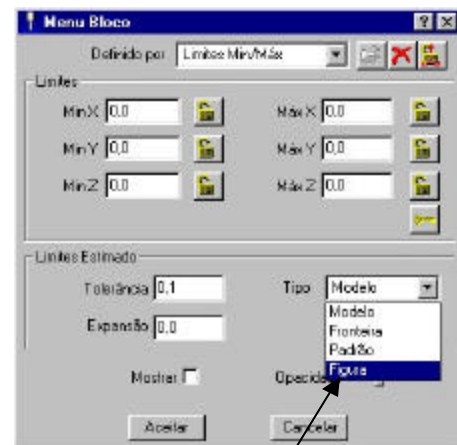 Menu Bloco
Definido por Limites Min/Máx
Limites
Min X 0.0 Máx X 0.0
Min Y 0,0 Máx Y 0,0
Min Z 0.0 Máx Z 0.0
Limites Estimado
Tolerância 0,1 Tipo Modelo
Modelo
Expansão 0,0 Fronteira
Padrão
Figura
Mostrar
Aceitar Cancelar